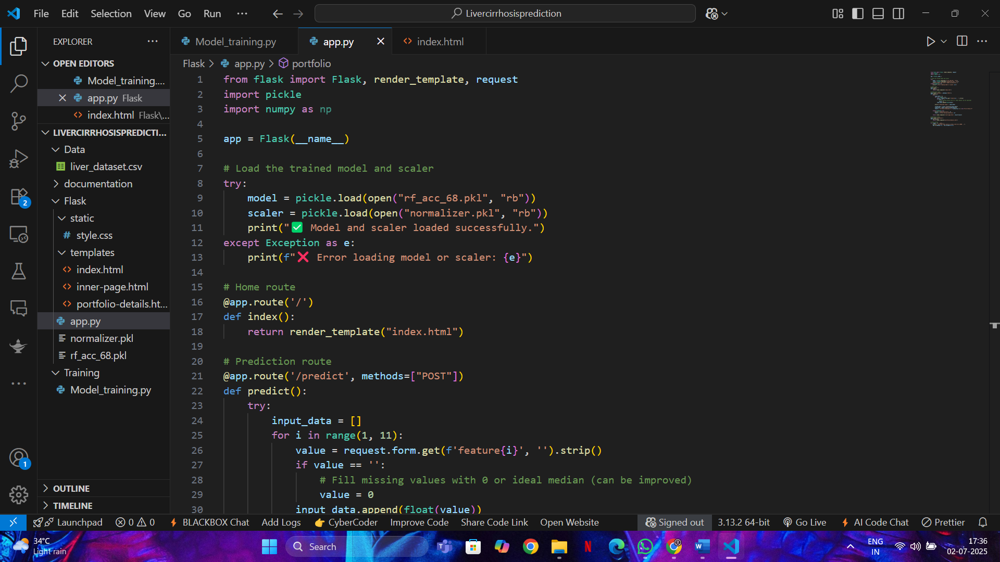 File Edit Selection View Go Run ···
Livercirrhosisprediction
EXPLORER
OPEN EDITORS
Model_training....
app.py Flask
index.html Flask\...
LIVERCIRRHOSISPREDICTI...
Data
liver_dataset.csv
documentation
Flask
static
style.css
templates
index.html
inner-page.html
portfolio-details.ht...
app.py
normalizer.pkl
rf_acc_68.pkl
Training
Model_training.py
OUTLINE
TIMELINE
2
1
Model_training.py
app.py
index.html
Flask > app.py > portfolio
1 from flask import Flask, render_template, request
2 import pickle
3 import numpy as np
4
5 app = Flask(__name__)
6
7 # Load the trained model and scaler
8 try:
9 model = pickle.load(open("rf_acc_68.pkl", "rb"))
10 scaler = pickle.load(open("normalizer.pkl", "rb"))
11 print("✅ Model and scaler loaded successfully.")
12 except Exception as e:
13 print(f"❌ Error loading model or scaler: {e}")
14
15 # Home route
16 @app.route('/')
17 def index():
18 return render_template("index.html")
19
20 # Prediction route
21 @app.route('/predict', methods=["POST"])
22 def predict():
23 try:
24 input_data = []
25 for i in range(1, 11):
26 value = request.form.get(f'feature{i}', '').strip()
27 if value == '':
28 # Fill missing values with 0 or ideal median (can be improved)
29 value = 0
30 input_data.append(float(value))
Launchpad 0 0 BLACKBOX Chat Add Logs 👉 CyberCoder Improve Code Share Code Link Open Website Signed out 3.13.2 64-bit Go Live AI Code Chat Prettier
34°C
Light rain
Search
ENG
IN
17:36
02-07-2025